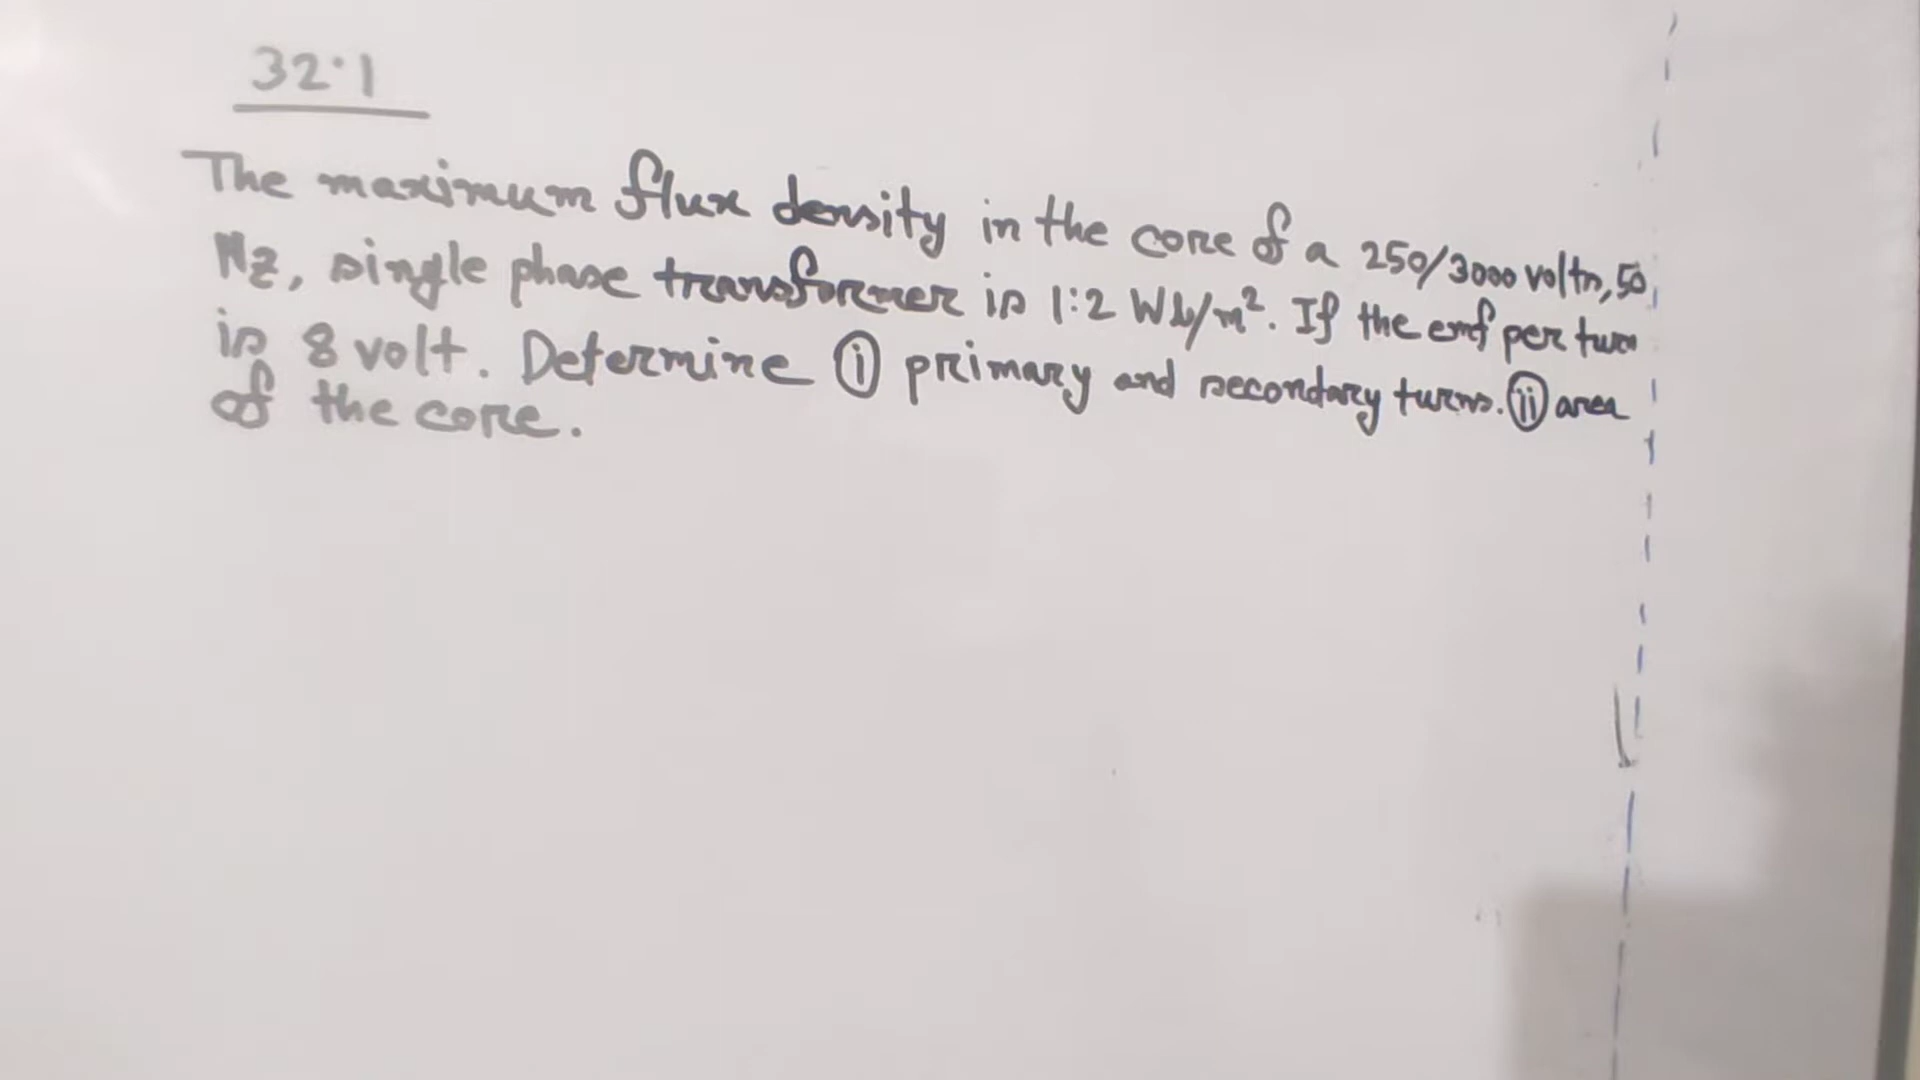 32.1
The maximum flux density in the core of a 250/3000 volts, 50
Hz, single phase transformer is 1:2 Wb/m². If the emf per turn
is 8 volt. Determine (i) primary and secondary turns. (ii) area
of the core.